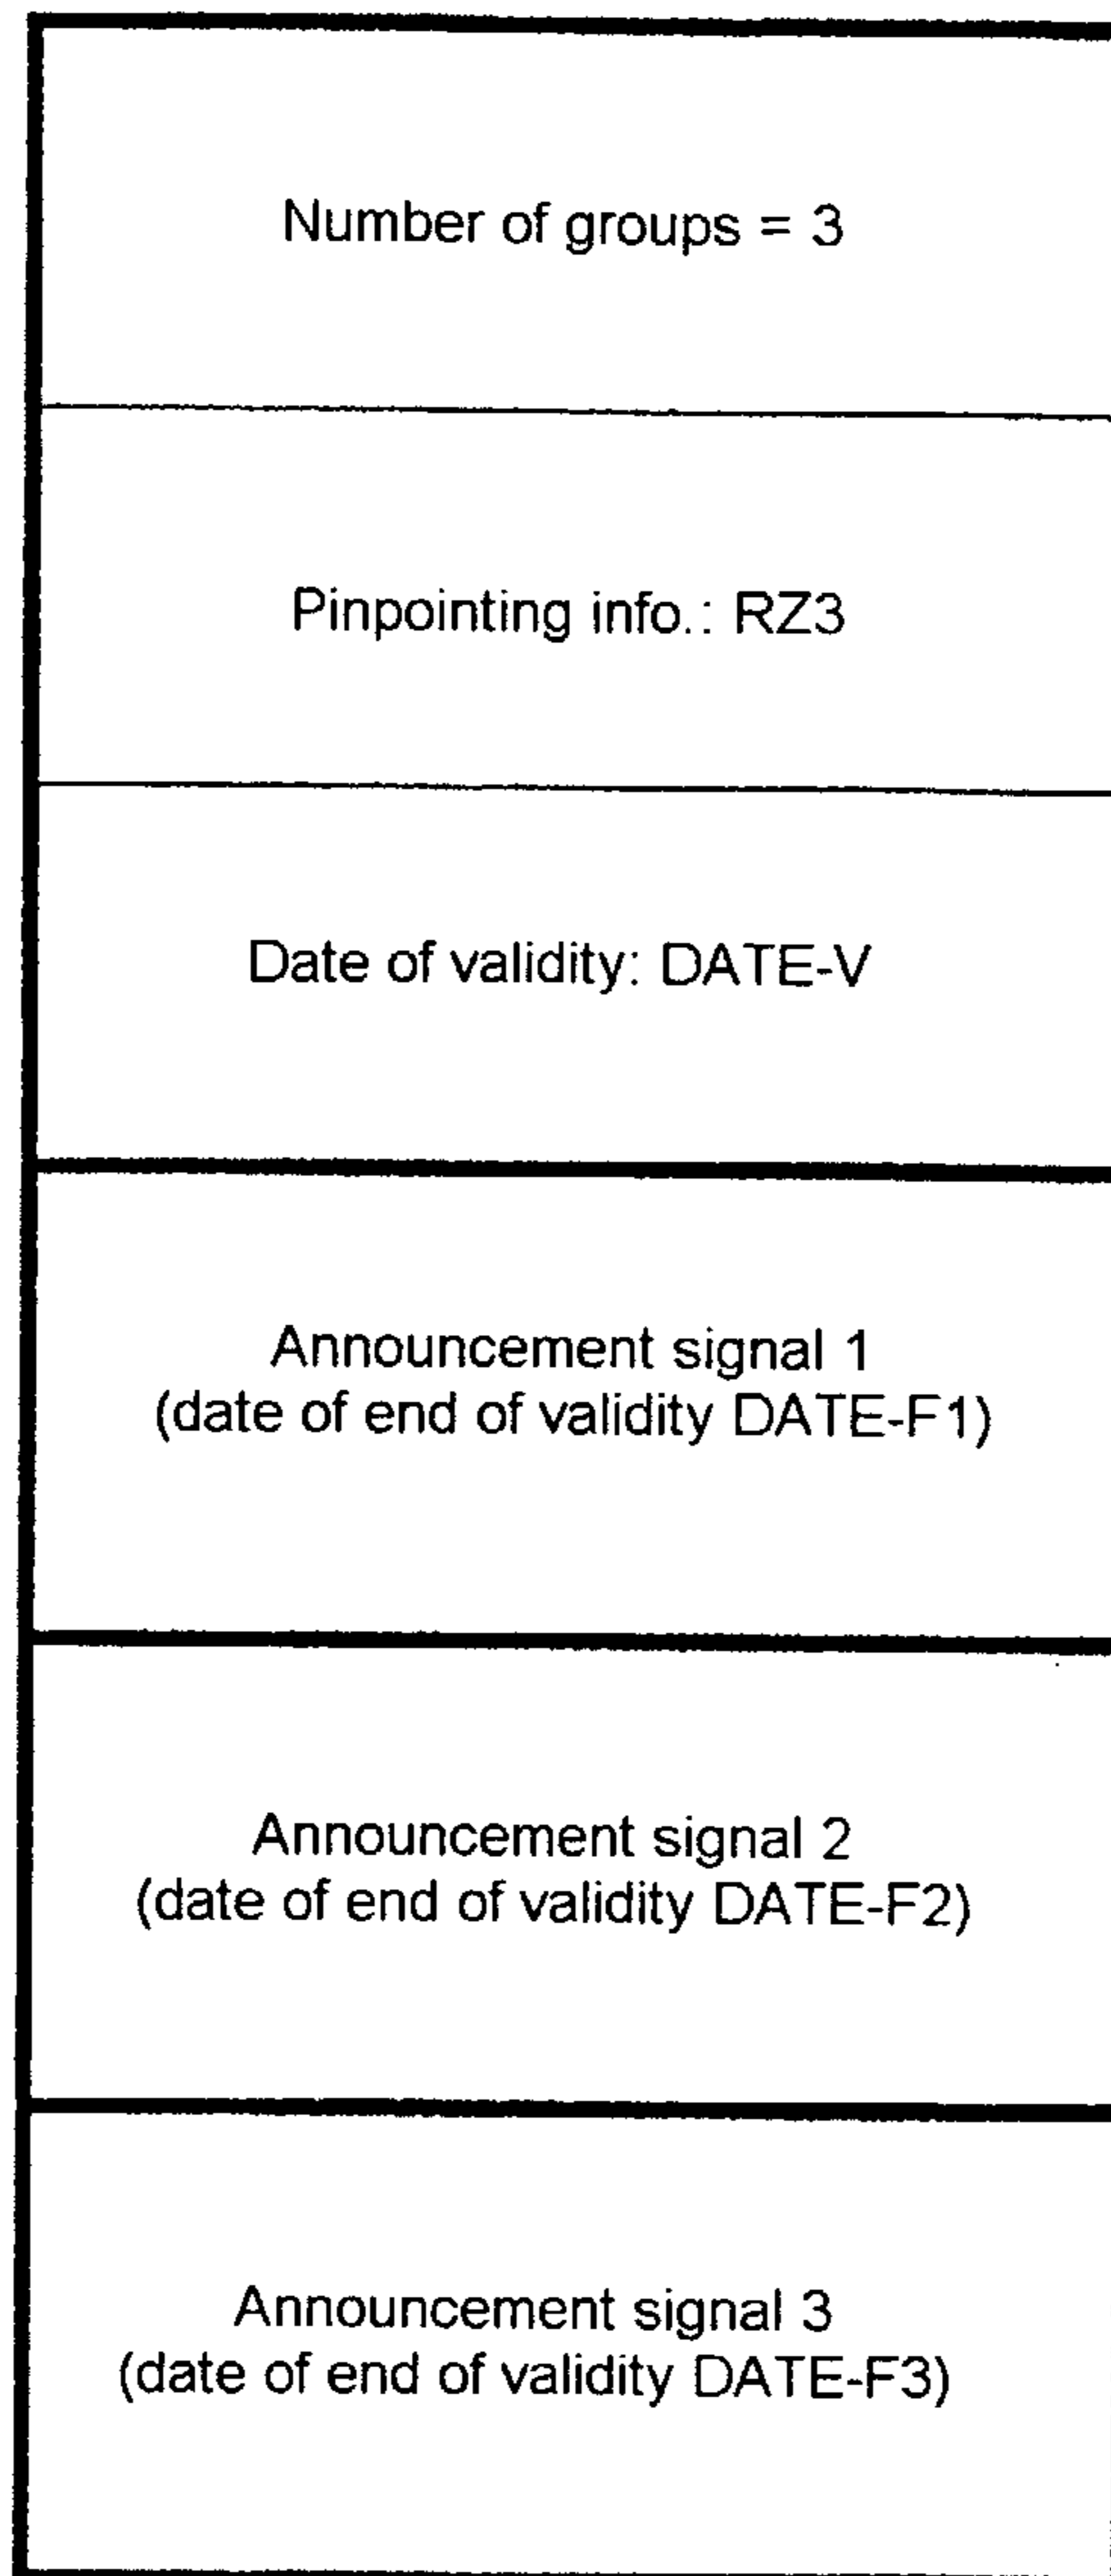 Number of groups = 3
Pinpointing info.: RZ3
Date of validity: DATE-V
Announcement signal 1
(date of end of validity DATE-F1)
Announcement signal 2
(date of end of validity DATE-F2)
Announcement signal 3
(date of end of validity DATE-F3)